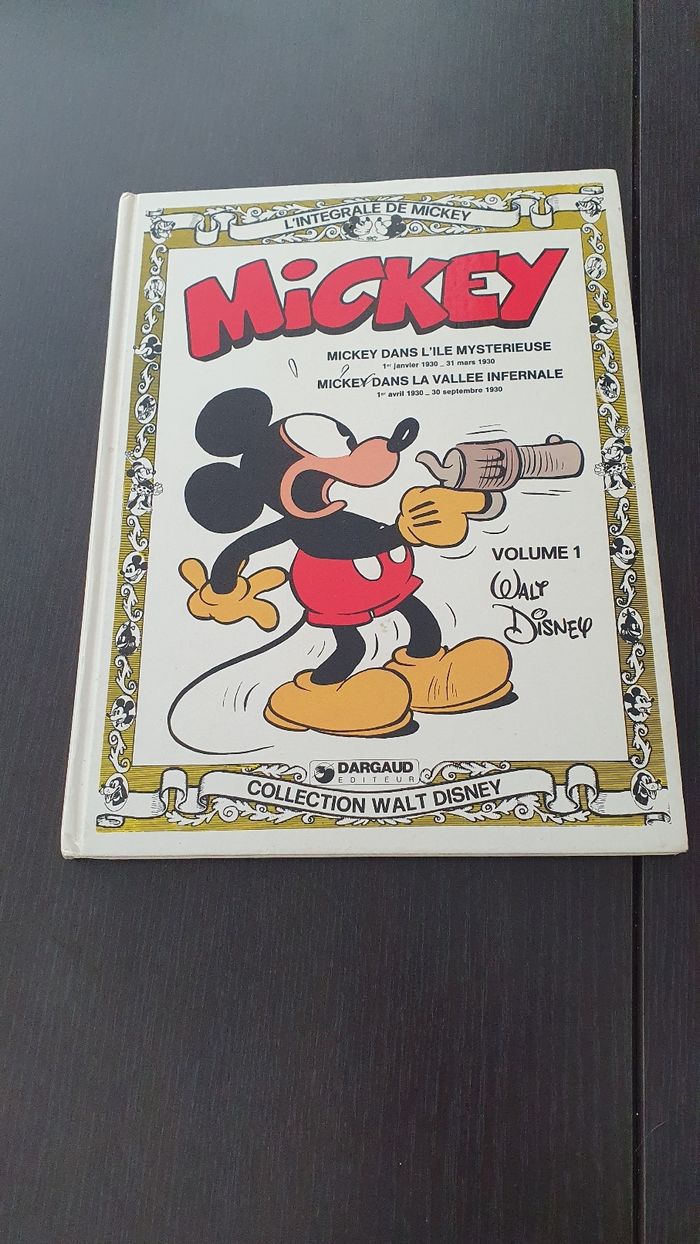 L'INTEGRALE DE MICKEY
MICKEY
MICKEY DANS L'ILE MYSTERIEUSE
1er janvier 1930 _ 31 mars 1930
MICKEY DANS LA VALLEE INFERNALE
1er avril 1930 _ 30 septembre 1930
VOLUME 1
WALT
DISNEY
DARGAUD
EDITEUR
COLLECTION WALT DISNEY